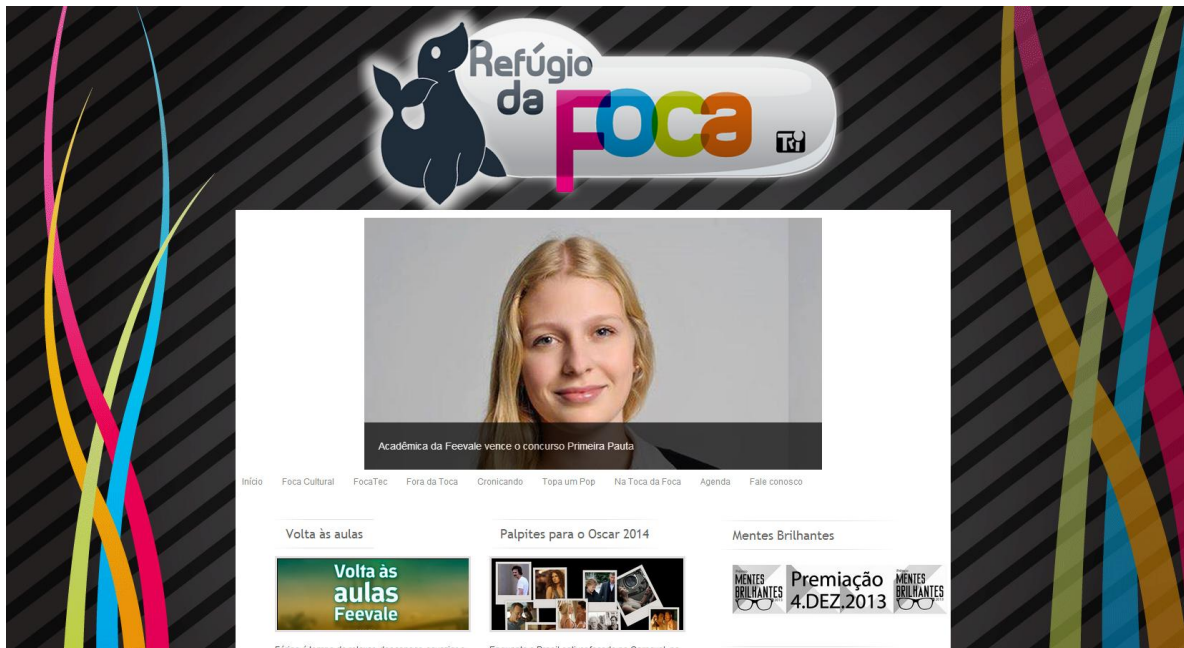 Refúgio
da
Foca
Acadêmica da Feevale vence o concurso Primeira Pauta
Início Foca Cultural FocaTec Fora da Toca Cronicando Topa um Pop Na Toca da Foca Agenda Fale conosco
Volta às aulas
Palpites para o Oscar 2014
Mentes Brilhantes
Volta às
aulas
Feevale
MENTES
BRILHANTES
Premiação
4.DEZ.2013
MENTES
BRILHANTES